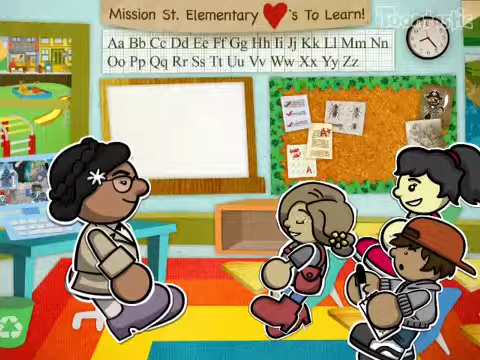 Mission St. Elementary 's To Learn!
Toontastic
Aa Bb Cc Dd Ee Ff Gg Hh Ii Jj Kk Ll Mm Nn
Oo Pp Qq Rr Ss Tt Uu Vv Ww Xx Yy Zz
A
A